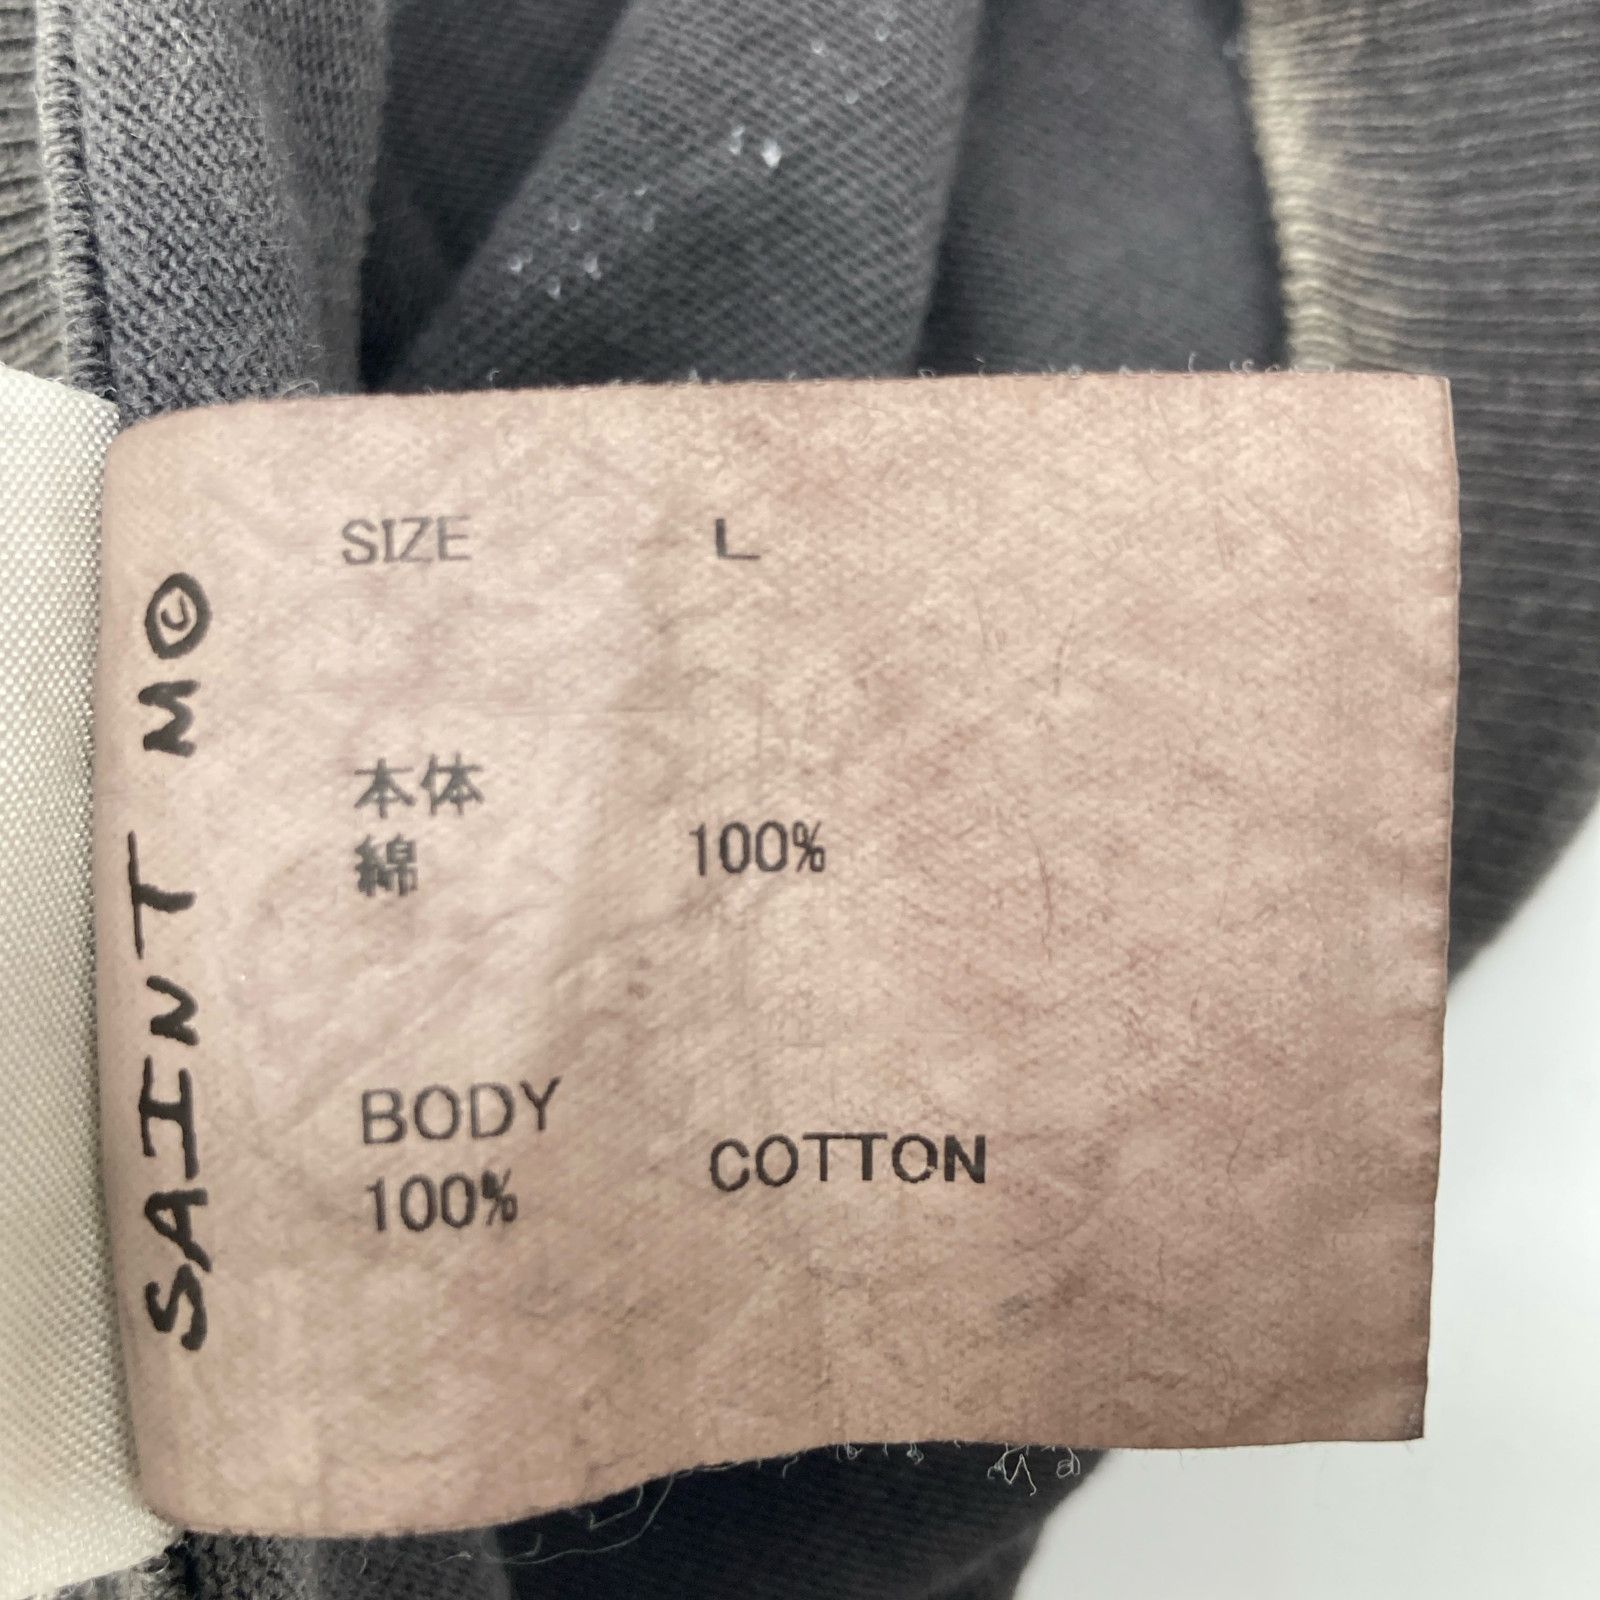 SIZE L
本体
綿 100%
BODY
100% COTTON
SAINT M©